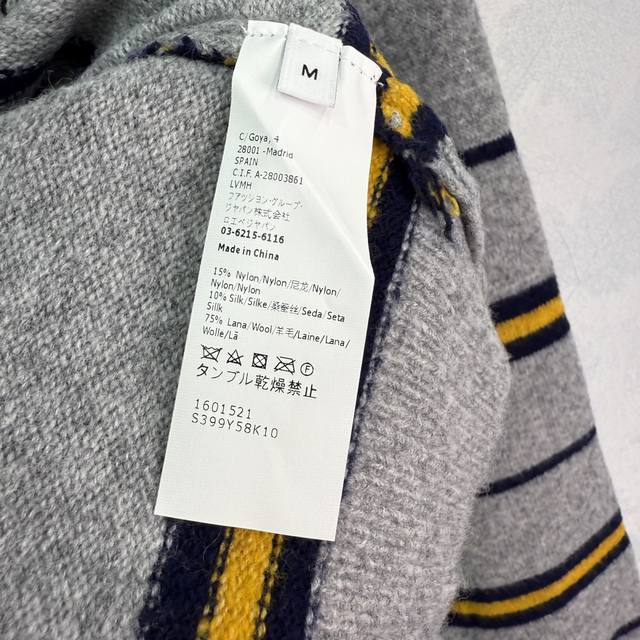 M
C/Goya, 4
28001 - Madrid
SPAIN
C.I.F. A-28003861
LVMH
ファッション・グループ・
ジャパン株式会社
ロエベジャパン
03-6215-6116
Made in China
15% Nylon/Nylon/尼龙/Nylon/
Nylon/Nylon
10% Silk/Silke/桑蚕丝/Seda/Seta
Sillk
75% Lana/Wool/羊毛/Laine/Lana/
Wolle/Lã
F
タンブル乾燥禁止
1601521
S399Y58K10